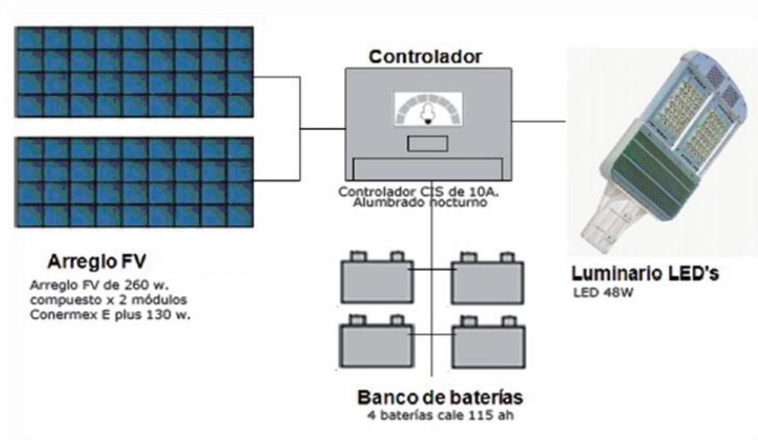 Controlador
Controlador CIS de 10A.
Alumbrado nocturno
Arreglo FV
Arreglo FV de 260 w.
compuesto x 2 módulos
Conermex E plus 130 w.
Luminario LED's
LED 48W
Banco de baterías
4 baterías cale 115 ah